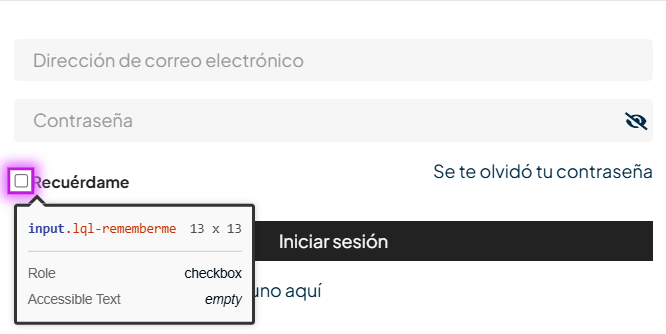 Dirección de correo electrónico
Contraseña
Recuérdame
Se te olvidó tu contraseña
input.lql-rememberme 13 x 13
Iniciar sesión
Role checkbox
uno aquí
Accessible Text empty